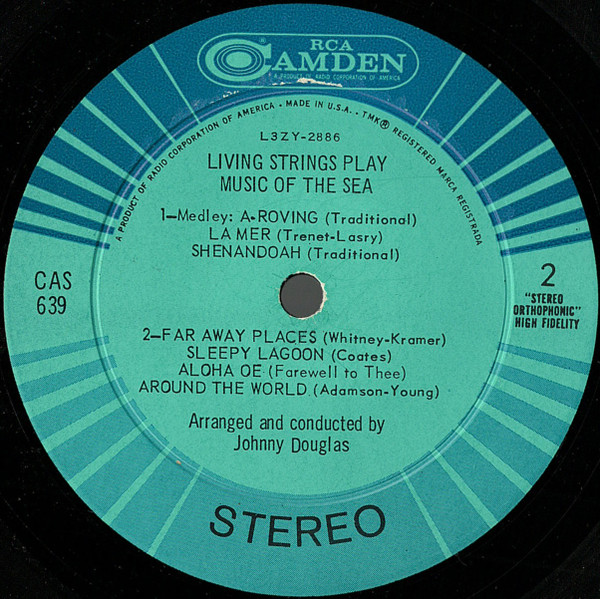 RCA
CAMDEN
A PRODUCT OF RADIO CORPORATION OF AMERICA
A PRODUCT OF RADIO CORPORATION OF AMERICA • MADE IN U.S.A. • TMK® REGISTERED MARCA REGISTRADA
L3ZY-2886
LIVING STRINGS PLAY
MUSIC OF THE SEA
1—Medley: A-ROVING (Traditional)
LA MER (Trenet-Lasry)
SHENANDOAH (Traditional)
CAS
639
2
"STEREO
ORTHOPHONIC"
HIGH FIDELITY
2—FAR AWAY PLACES (Whitney-Kramer)
SLEEPY LAGOON (Coates)
ALOHA OE (Farewell to Thee)
AROUND THE WORLD (Adamson-Young)
Arranged and conducted by
Johnny Douglas
STEREO